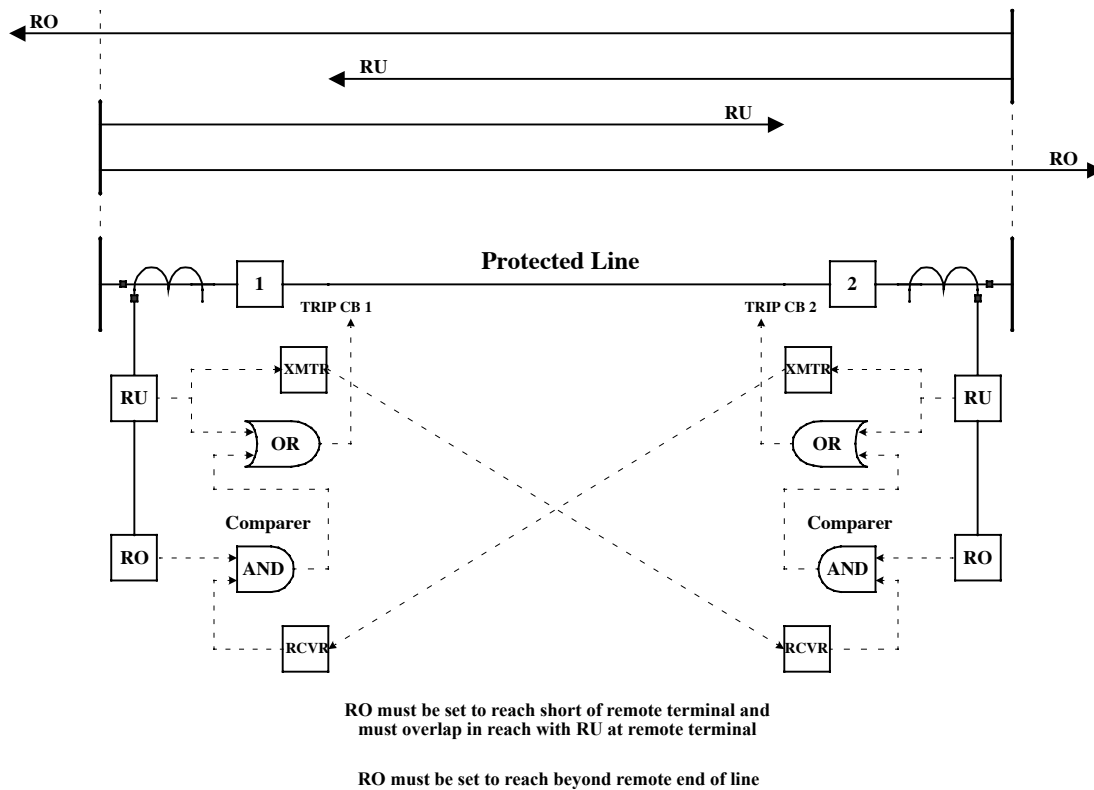 RO
RU
RU
RO
Protected Line
1
2
TRIP CB 1
TRIP CB 2
XMTR
XMTR
RU
RU
OR
OR
Comparer
Comparer
RO
AND
AND
RO
RCVR
RCVR
RO must be set to reach short of remote terminal and
must overlap in reach with RU at remote terminal
RO must be set to reach beyond remote end of line